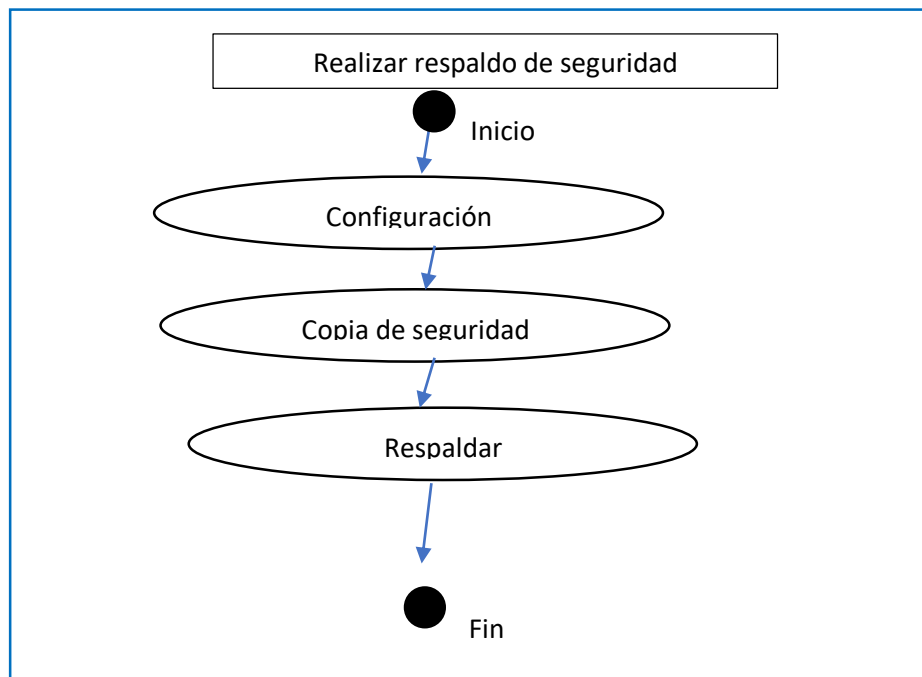 Realizar respaldo de seguridad
Inicio
Configuración
Copia de seguridad
Respaldar
Fin